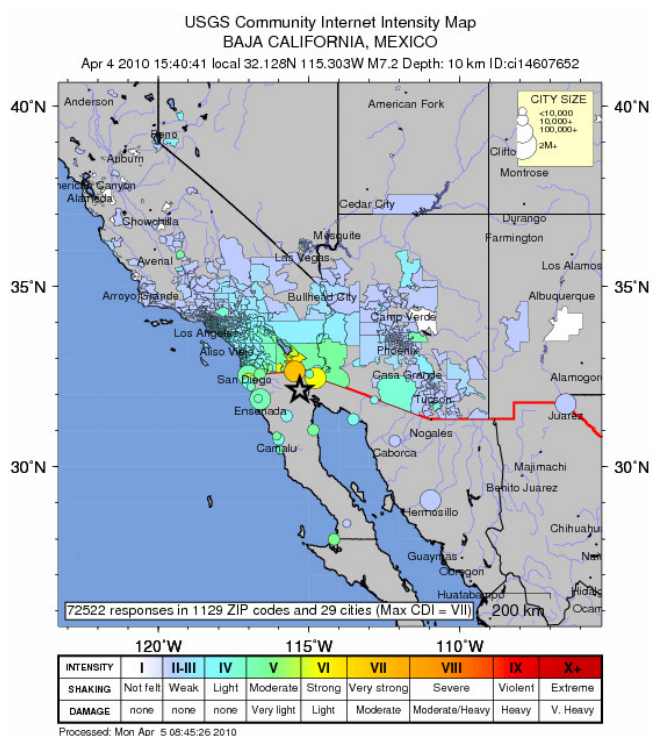 USGS Community Internet Intensity Map
BAJA CALIFORNIA, MEXICO
Apr 4 2010 15:40:41 local 32.128N 115.303W M7.2 Depth: 10 km ID:ci14607652
40°N
40°N
35°N
35°N
30°N
30°N
CITY SIZE
<10,000
10,000+
100,000+
2M+
Anderson
American Fork
Reno
Clifto
Auburn
Montrose
merican Canyon
Alameda
Cedar City
Chowchilla
Durango
Mesquite
Farmington
Avenal
Las Vegas
Los Alamos
Arroyo Grande
Bullhead City
Albuquerque
Camp Verde
Los Angeles
Aliso Viejo
Phoenix
Casa Grande
Alamogor
San Diego
Tucson
Ensenada
Juarez
Nogales
Camalu
Caborca
Majimachi
Benito Juarez
Hermosillo
Chihuahu
Guaymas
Obregon
Huatabampo
Hidalg
Ocam
72522 responses in 1129 ZIP codes and 29 cities (Max CDI = VII)
200 km
120°W
115°W
110°W
INTENSITY I II-III IV V VI VII VIII IX X+
SHAKING Not felt Weak Light Moderate Strong Very strong Severe Violent Extreme
DAMAGE none none none Very light Light Moderate Moderate/Heavy Heavy V. Heavy
Processed: Mon Apr 5 08:45:26 2010